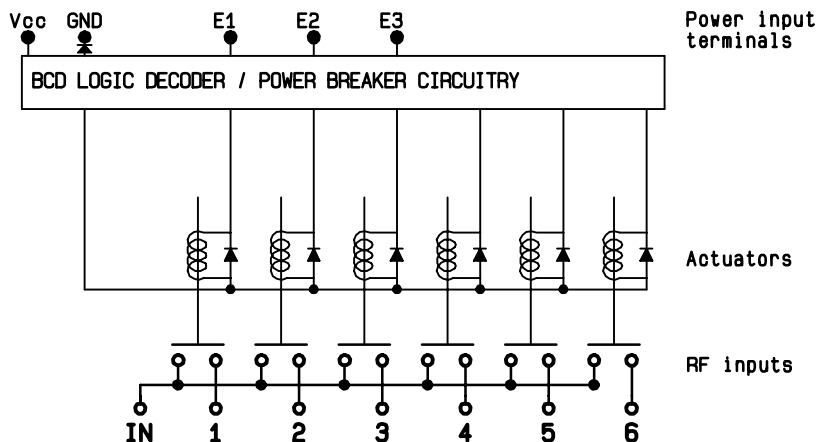 Vcc GND E1 E2 E3 Power input
terminals
BCD LOGIC DECODER / POWER BREAKER CIRCUITRY
Actuators
RF inputs
IN 1 2 3 4 5 6